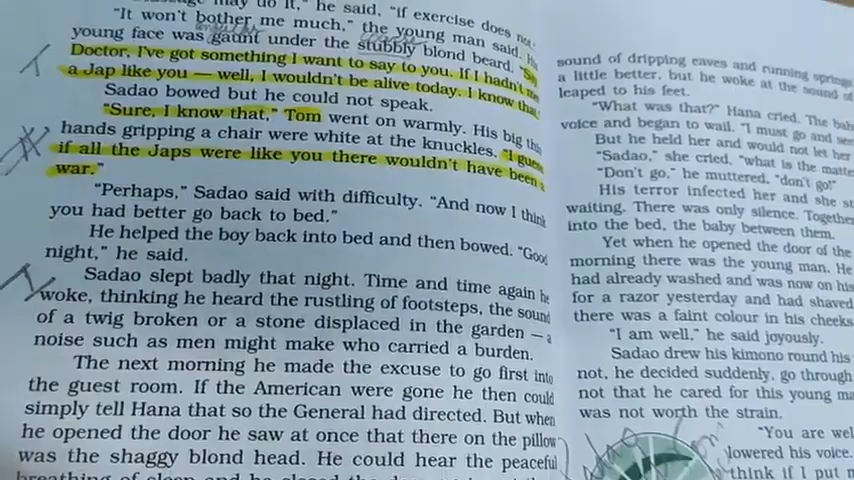 do it," he said, "if exercise does not
"It won't bother me much," the young man said.
young face was gaunt under the stubbly blond beard.
Doctor, I've got something I want to say to you. If I hadn't
a Jap like you — well, I wouldn't be alive today. I know that
Sadao bowed but he could not speak.
"Sure, I know that," Tom went on warmly. His big thin
hands gripping a chair were white at the knuckles. "I guess
if all the Japs were like you there wouldn't have been a
war."
"Perhaps," Sadao said with difficulty. "And now I think
you had better go back to bed."
He helped the boy back into bed and then bowed. "Good
night," he said.
Sadao slept badly that night. Time and time again he
woke, thinking he heard the rustling of footsteps, the sound
of a twig broken or a stone displaced in the garden — a
noise such as men might make who carried a burden.
The next morning he made the excuse to go first into
the guest room. If the American were gone he then could
simply tell Hana that so the General had directed. But when
he opened the door he saw at once that there on the pillow
was the shaggy blond head. He could hear the peaceful
breathing of sleep and he closed the door
sound of dripping eaves and running springs
a little better, but he woke at the sound of
leaped to his feet.
"What was that?" Hana cried. The baby
voice and began to wail. "I must go and see
But he held her and would not let her
"Sadao," she cried, "what is the matter
"Don't go," he muttered, "don't go!"
His terror infected her and she st
waiting. There was only silence. Together
into the bed, the baby between them.
Yet when he opened the door of the
morning there was the young man. He
had already washed and was now on his
for a razor yesterday and had shaved
there was a faint colour in his cheeks
"I am well," he said joyously.
Sadao drew his kimono round his
not, he decided suddenly, go through
not that he cared for this young ma
was not worth the strain.
"You are wel
lowered his voice.
think if I put m